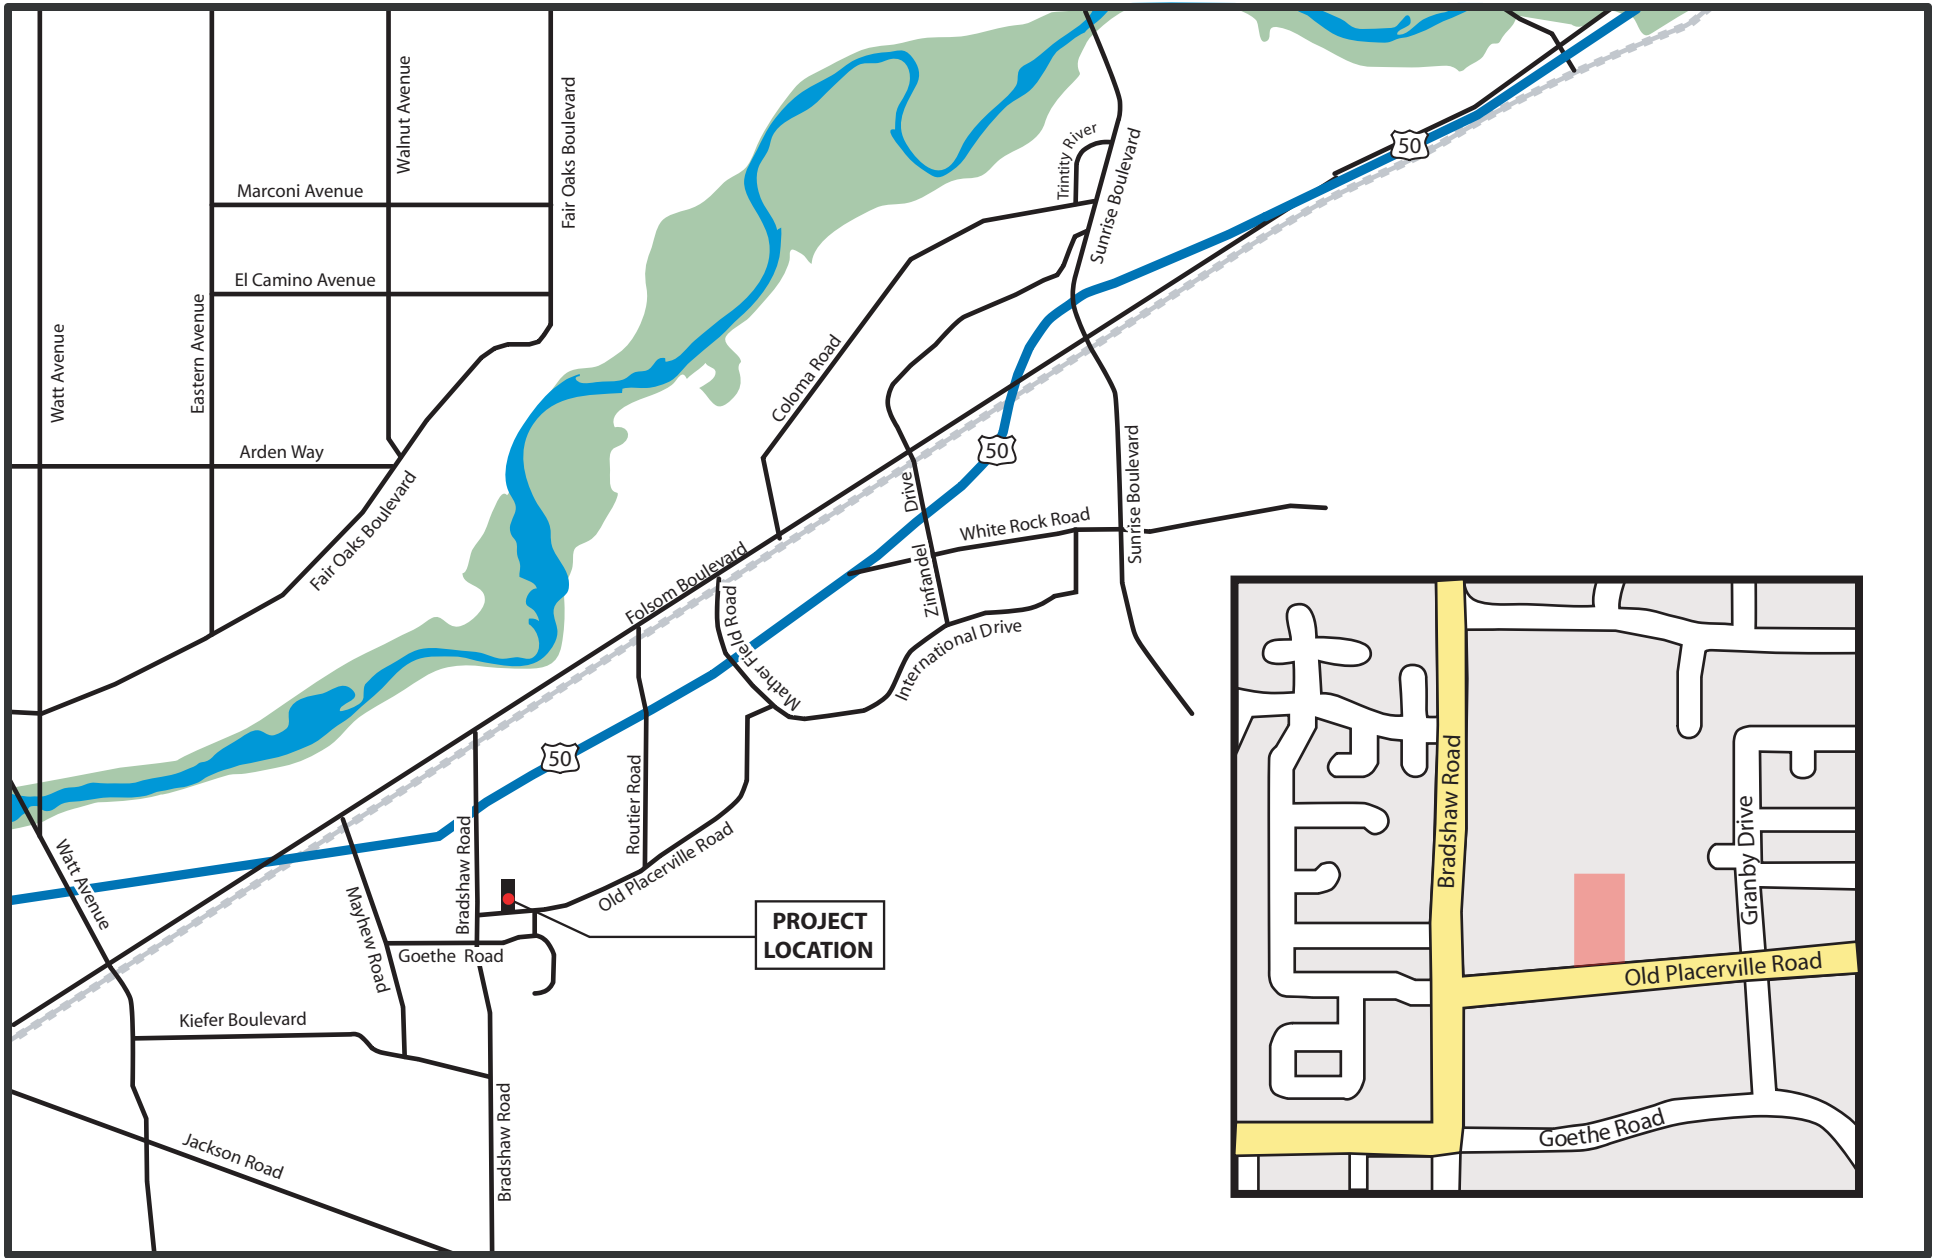 Walnut Avenue
Fair Oaks Boulevard
Marconi Avenue
El Camino Avenue
Watt Avenue
Eastern Avenue
Arden Way
Fair Oaks Boulevard
Trintity River
Sunrise Boulevard
50
Coloma Road
50
Drive
Zinfandel
White Rock Road
Sunrise Boulevard
Folsom Boulevard
Mather Field Road
International Drive
50
Routier Road
Old Placerville Road
Watt Avenue
Mayhew Road
Bradshaw Road
Goethe Road
PROJECT
LOCATION
Kiefer Boulevard
Jackson Road
Bradshaw Road
Bradshaw Road
Granby Drive
Old Placerville Road
Goethe Road